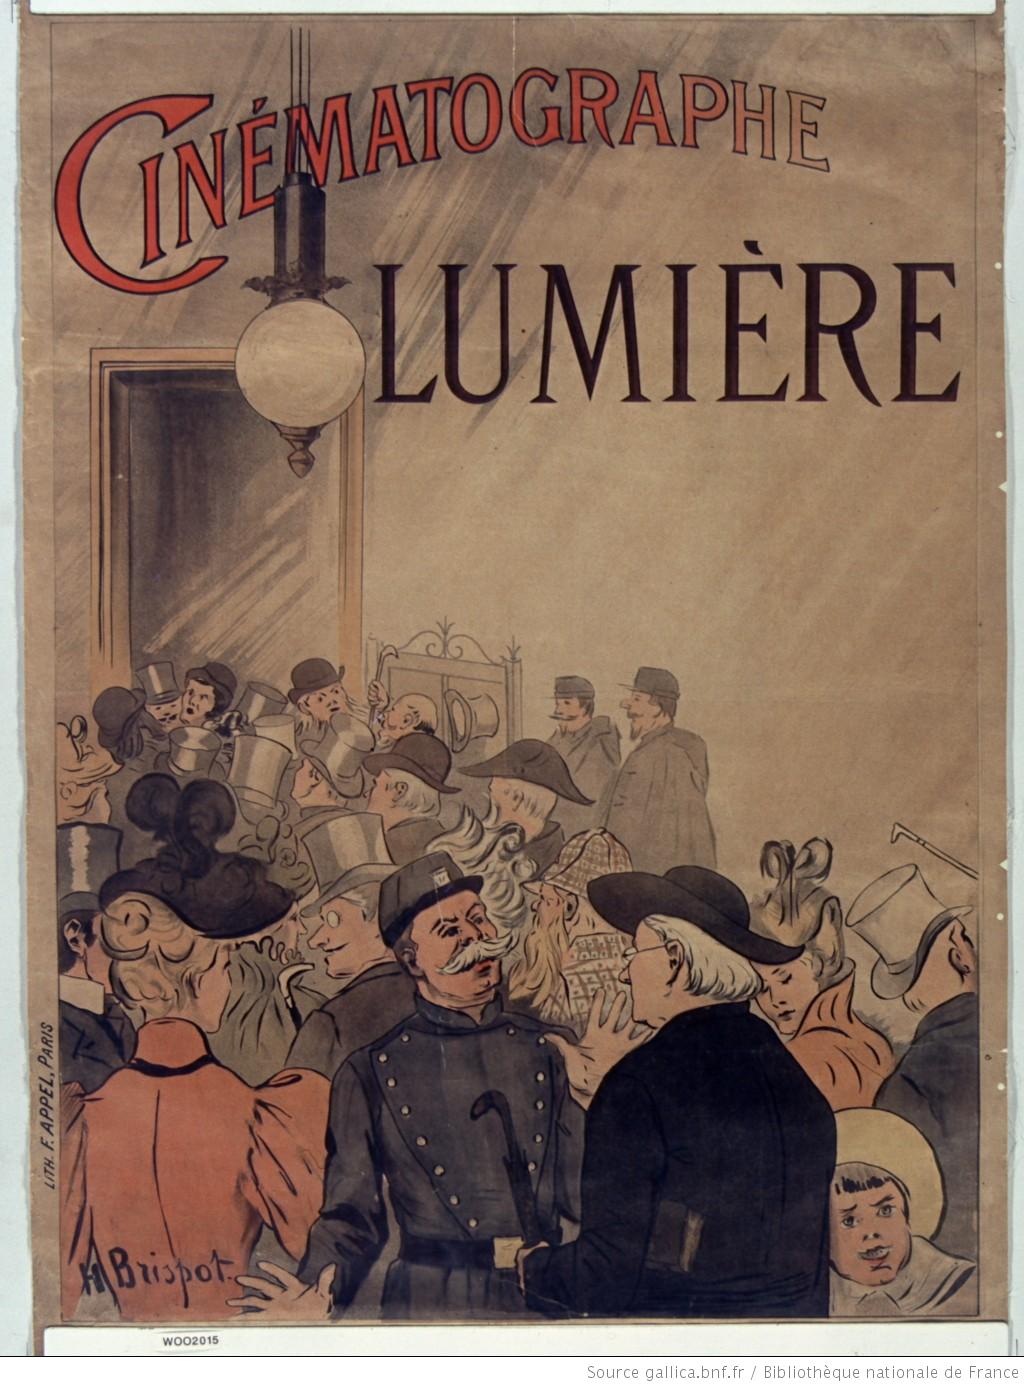 CINÉMATOGRAPHE
LUMIÈRE
LITH. F. APPEL, PARIS
H Brispot.
WOO2015
Source gallica.bnf.fr / Bibliothèque nationale de France